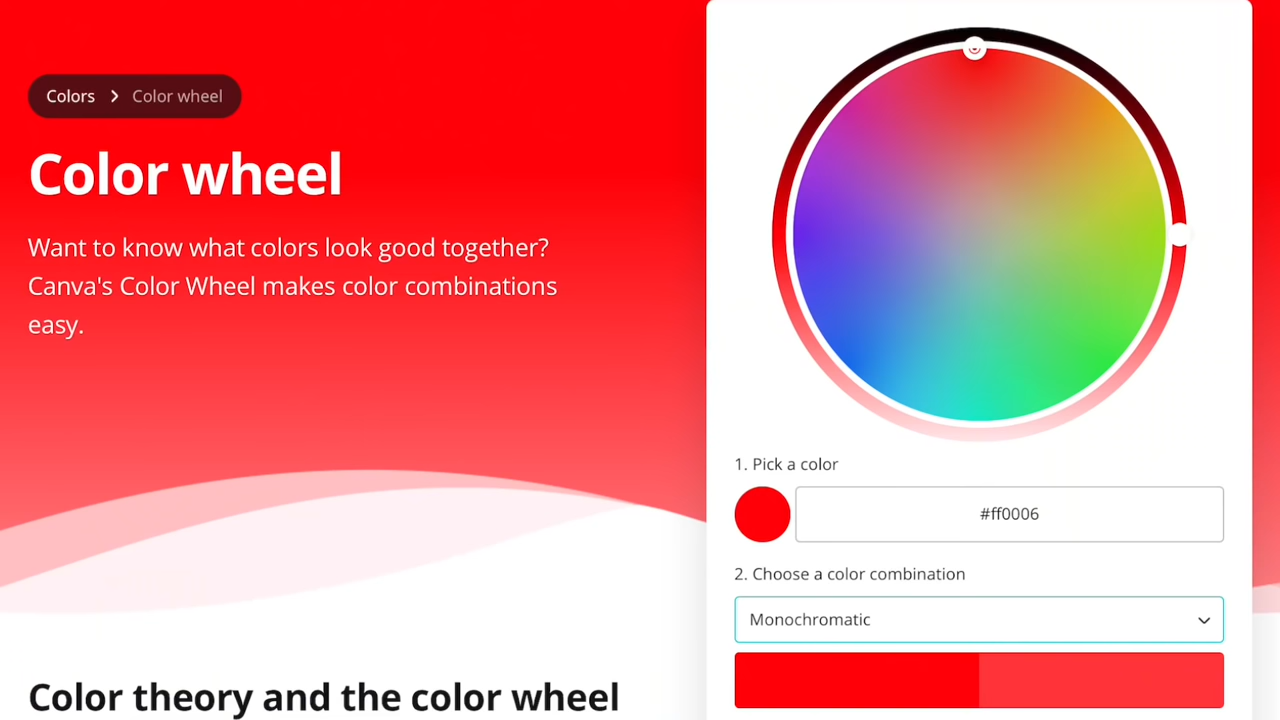 Colors > Color wheel
Color wheel
Want to know what colors look good together?
Canva's Color Wheel makes color combinations
easy.
Color theory and the color wheel
1. Pick a color
#ff0006
2. Choose a color combination
Monochromatic